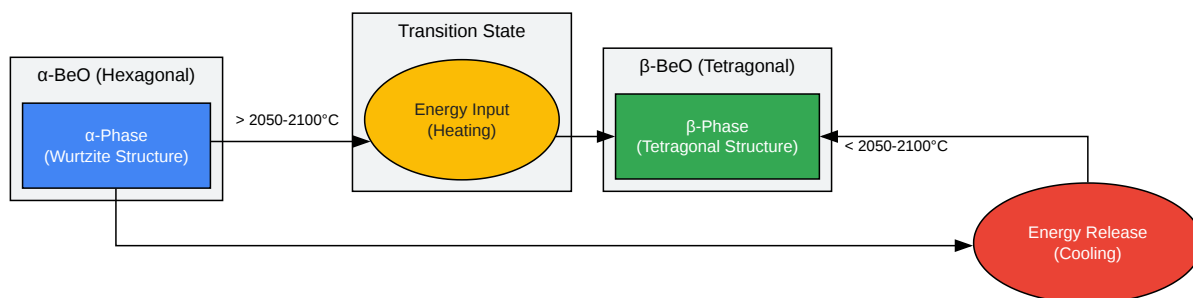 α-BeO (Hexagonal)
α-Phase
(Wurtzite Structure)
> 2050-2100°C
Transition State
Energy Input
(Heating)
β-BeO (Tetragonal)
β-Phase
(Tetragonal Structure)
< 2050-2100°C
Energy Release
(Cooling)